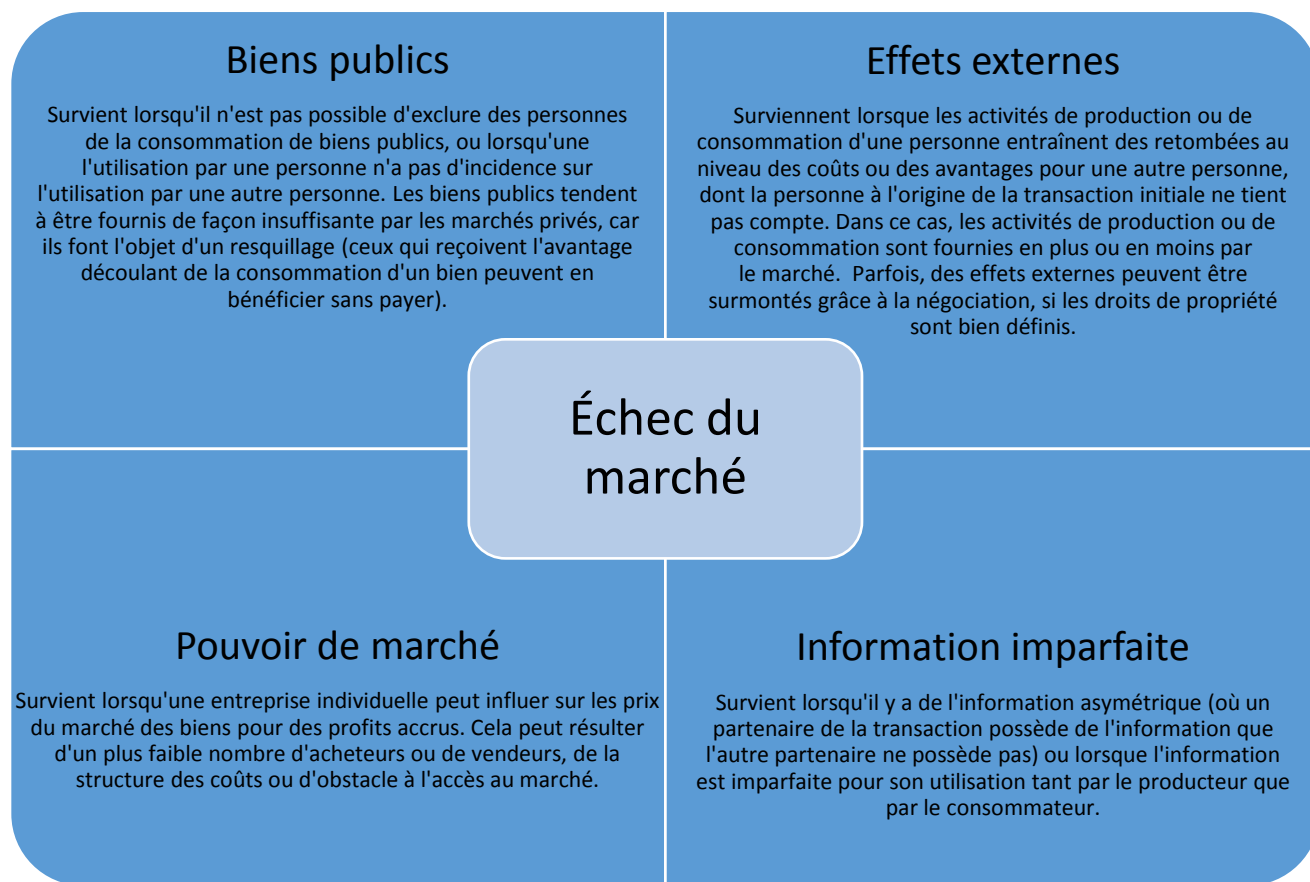 Biens publics
Survient lorsqu'il n'est pas possible d'exclure des personnes
de la consommation de biens publics, ou lorsqu'une
l'utilisation par une personne n'a pas d'incidence sur
l'utilisation par une autre personne. Les biens publics tendent
à être fournis de façon insuffisante par les marchés privés, car
ils font l'objet d'un resquillage (ceux qui reçoivent l'avantage
découlant de la consommation d'un bien peuvent en
bénéficier sans payer).
Effets externes
Surviennent lorsque les activités de production ou de
consommation d'une personne entraînent des retombées au
niveau des coûts ou des avantages pour une autre personne,
dont la personne à l'origine de la transaction initiale ne tient
pas compte. Dans ce cas, les activités de production ou de
consommation sont fournies en plus ou en moins par
le marché. Parfois, des effets externes peuvent être
surmontés grâce à la négociation, si les droits de propriété
sont bien définis.
Échec du
marché
Pouvoir de marché
Survient lorsqu'une entreprise individuelle peut influer sur les prix
du marché des biens pour des profits accrus. Cela peut résulter
d'un plus faible nombre d'acheteurs ou de vendeurs, de la
structure des coûts ou d'obstacle à l'accès au marché.
Information imparfaite
Survient lorsqu'il y a de l'information asymétrique (où un
partenaire de la transaction possède de l'information que
l'autre partenaire ne possède pas) ou lorsque l'information
est imparfaite pour son utilisation tant par le producteur que
par le consommateur.